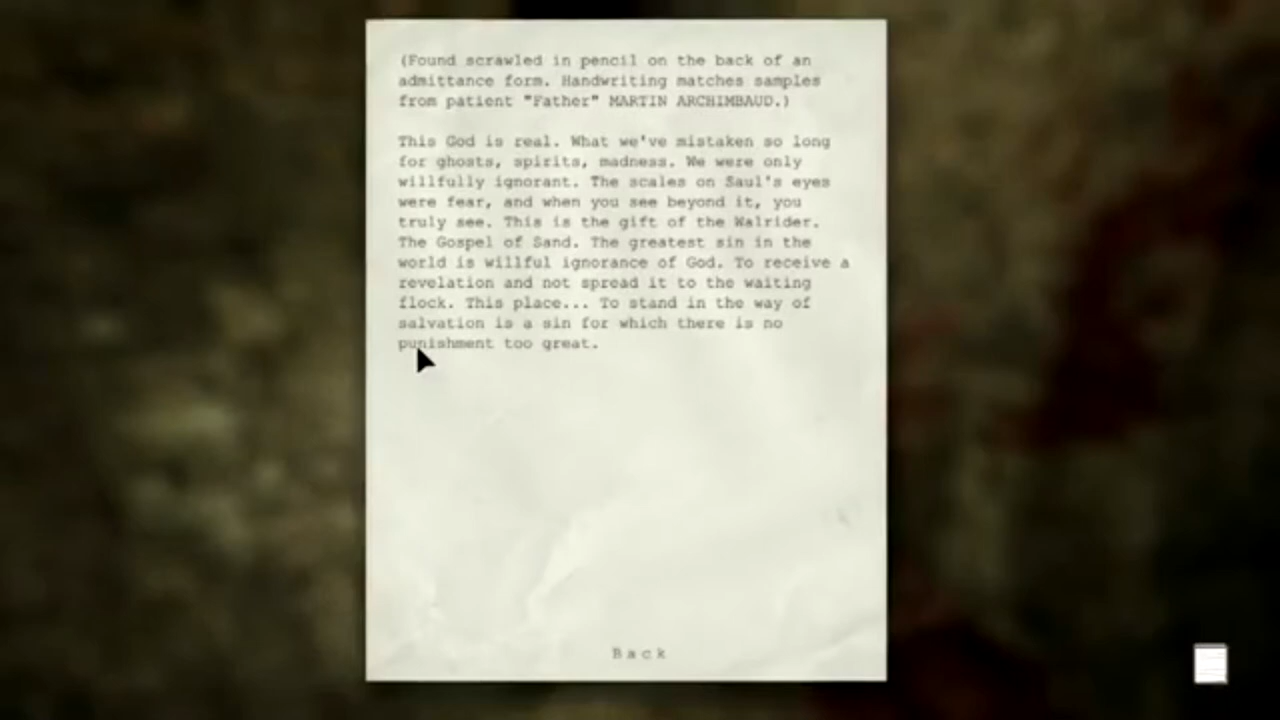 (Found scrawled in pencil on the back of an
admittance form. Handwriting matches samples
from patient "Father" MARTIN ARCHIMBAUD.)
This God is real. What we've mistaken so long
for ghosts, spirits, madness. We were only
willfully ignorant. The scales on Saul's eyes
were fear, and when you see beyond it, you
truly see. This is the gift of the Walrider.
The Gospel of Sand. The greatest sin in the
world is willful ignorance of God. To receive a
revelation and not spread it to the waiting
flock. This place... To stand in the way of
salvation is a sin for which there is no
punishment too great.
Back